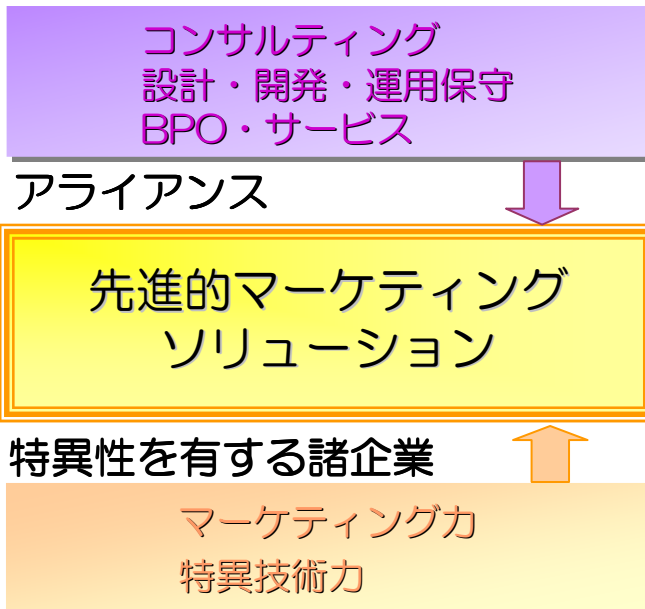 コンサルティング
設計・開発・運用保守
BPO・サービス
アライアンス
先進的マーケティング
ソリューション
特異性を有する諸企業
マーケティング力
特異技術力